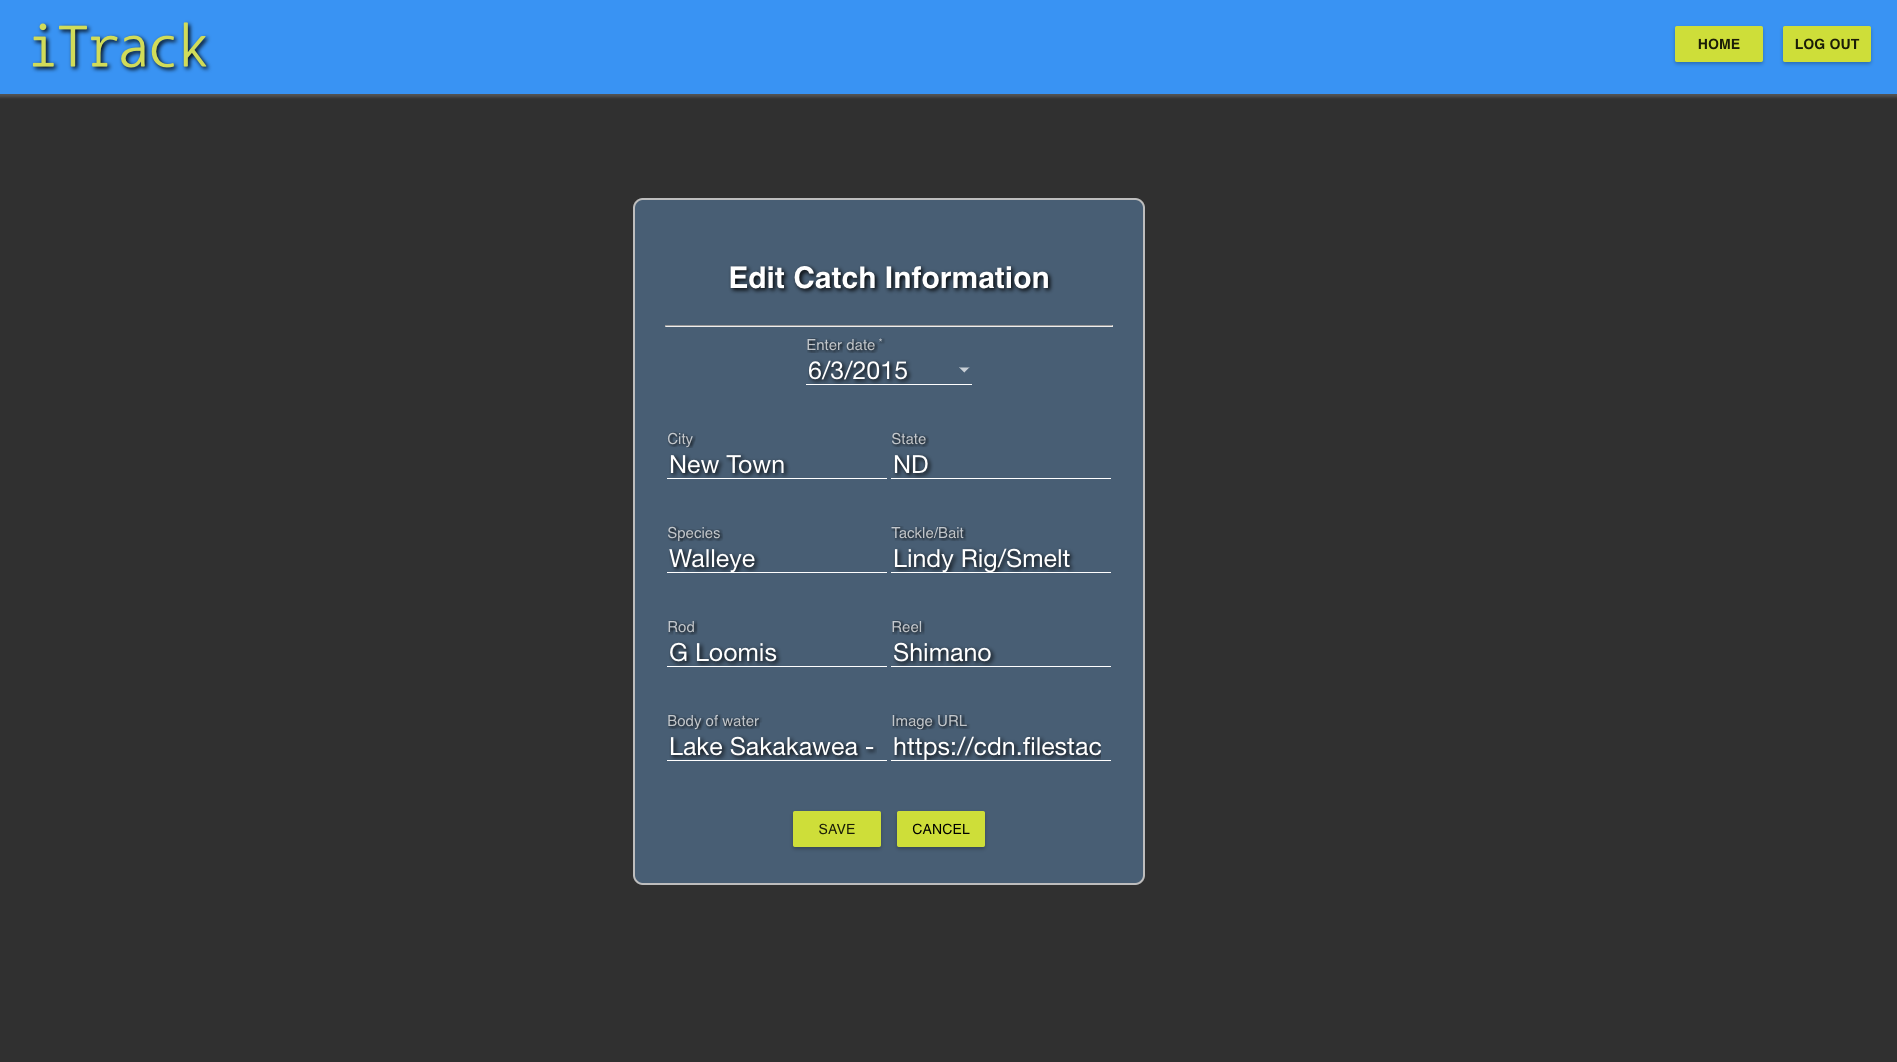 iTrack
HOME LOG OUT
Edit Catch Information
Enter date *
6/3/2015
City State
New Town ND
Species Tackle/Bait
Walleye Lindy Rig/Smelt
Rod Reel
G Loomis Shimano
Body of water Image URL
Lake Sakakawea - https://cdn.filestac
SAVE CANCEL